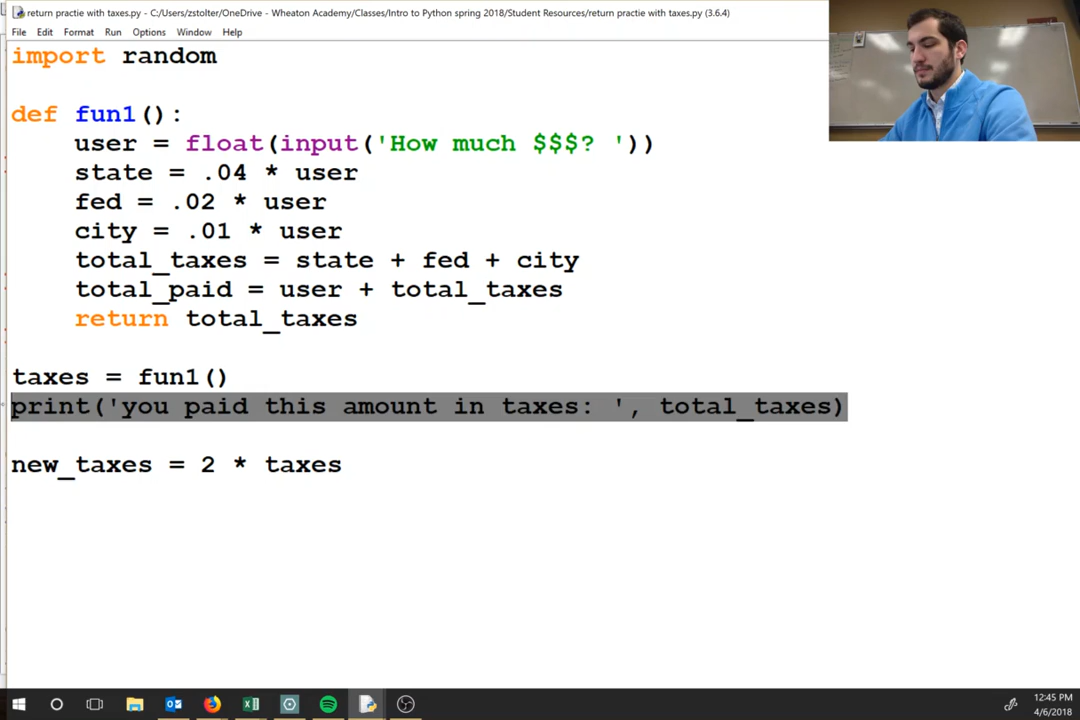 return practie with taxes.py - C:/Users/zstolter/OneDrive - Wheaton Academy/Classes/Intro to Python spring 2018/Student Resources/return practie with taxes.py (3.6.4)
File Edit Format Run Options Window Help
import random
def fun1():
    user = float(input('How much $$$? '))
    state = .04 * user
    fed = .02 * user
    city = .01 * user
    total_taxes = state + fed + city
    total_paid = user + total_taxes
    return total_taxes
taxes = fun1()
print('you paid this amount in taxes: ', total_taxes)
new_taxes = 2 * taxes
12:45 PM
4/6/2018